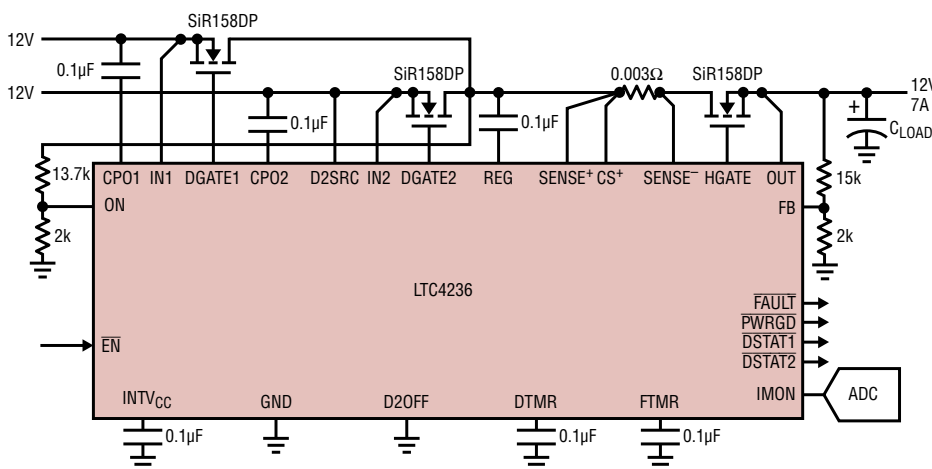 SiR158DP
12V
0.1µF
SiR158DP
0.003Ω
SiR158DP
12V
12V
7A
0.1µF
0.1µF
+
CLOAD
13.7k
CPO1 IN1 DGATE1 CPO2 D2SRC IN2 DGATE2 REG SENSE+ CS+ SENSE− HGATE OUT
15k
ON
FB
2k
2k
LTC4236
FAULT
PWRGD
DSTAT1
EN
DSTAT2
IMON
ADC
INTVCC
GND
D2OFF
DTMR
FTMR
0.1µF
0.1µF
0.1µF